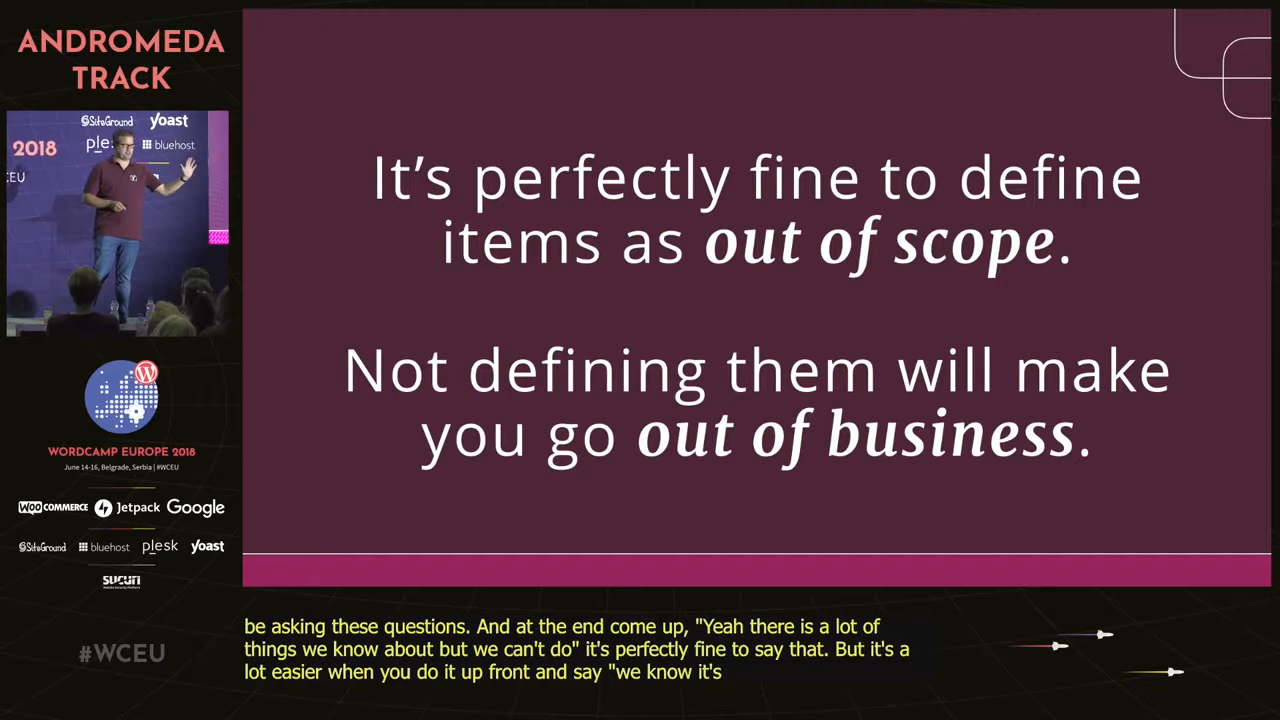 ANDROMEDA
TRACK
SiteGround yoast
2018 ples bluehost
CEU
WORDCAMP EUROPE 2018
June 14-16, Belgrade, Serbia | #WCEU
WOO COMMERCE Jetpack Google
SiteGround bluehost plesk yoast
SUCURI
#WCEU
It’s perfectly fine to define
items as out of scope.
Not defining them will make
you go out of business.
be asking these questions. And at the end come up, "Yeah there is a lot of
things we know about but we can't do" it's perfectly fine to say that. But it's a
lot easier when you do it up front and say "we know it's